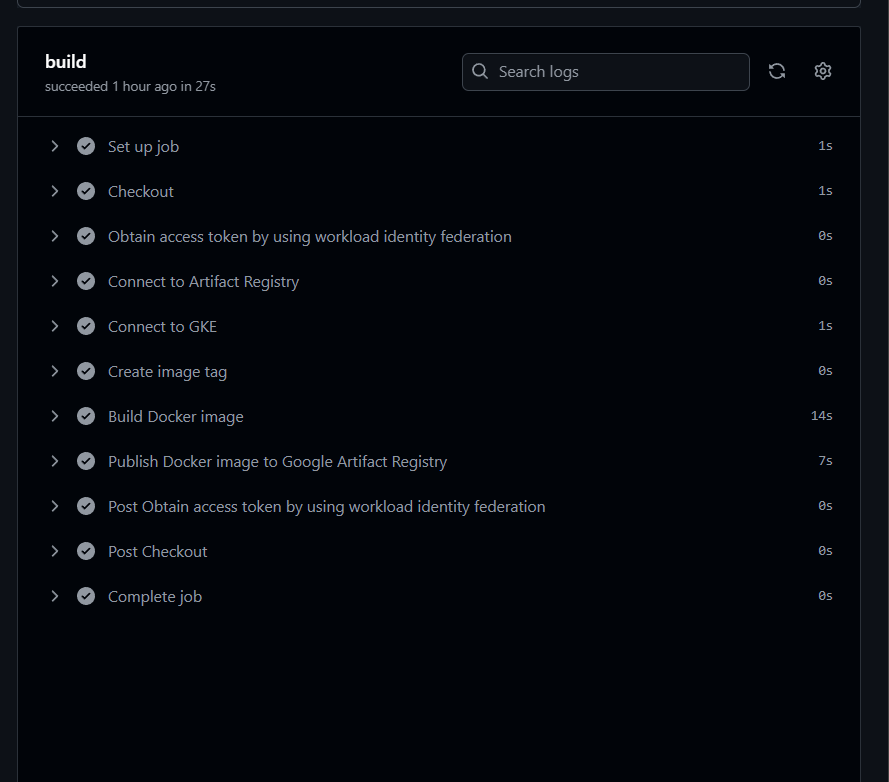 build
succeeded 1 hour ago in 27s
Search logs
Set up job 1s
Checkout 1s
Obtain access token by using workload identity federation 0s
Connect to Artifact Registry 0s
Connect to GKE 1s
Create image tag 0s
Build Docker image 14s
Publish Docker image to Google Artifact Registry 7s
Post Obtain access token by using workload identity federation 0s
Post Checkout 0s
Complete job 0s